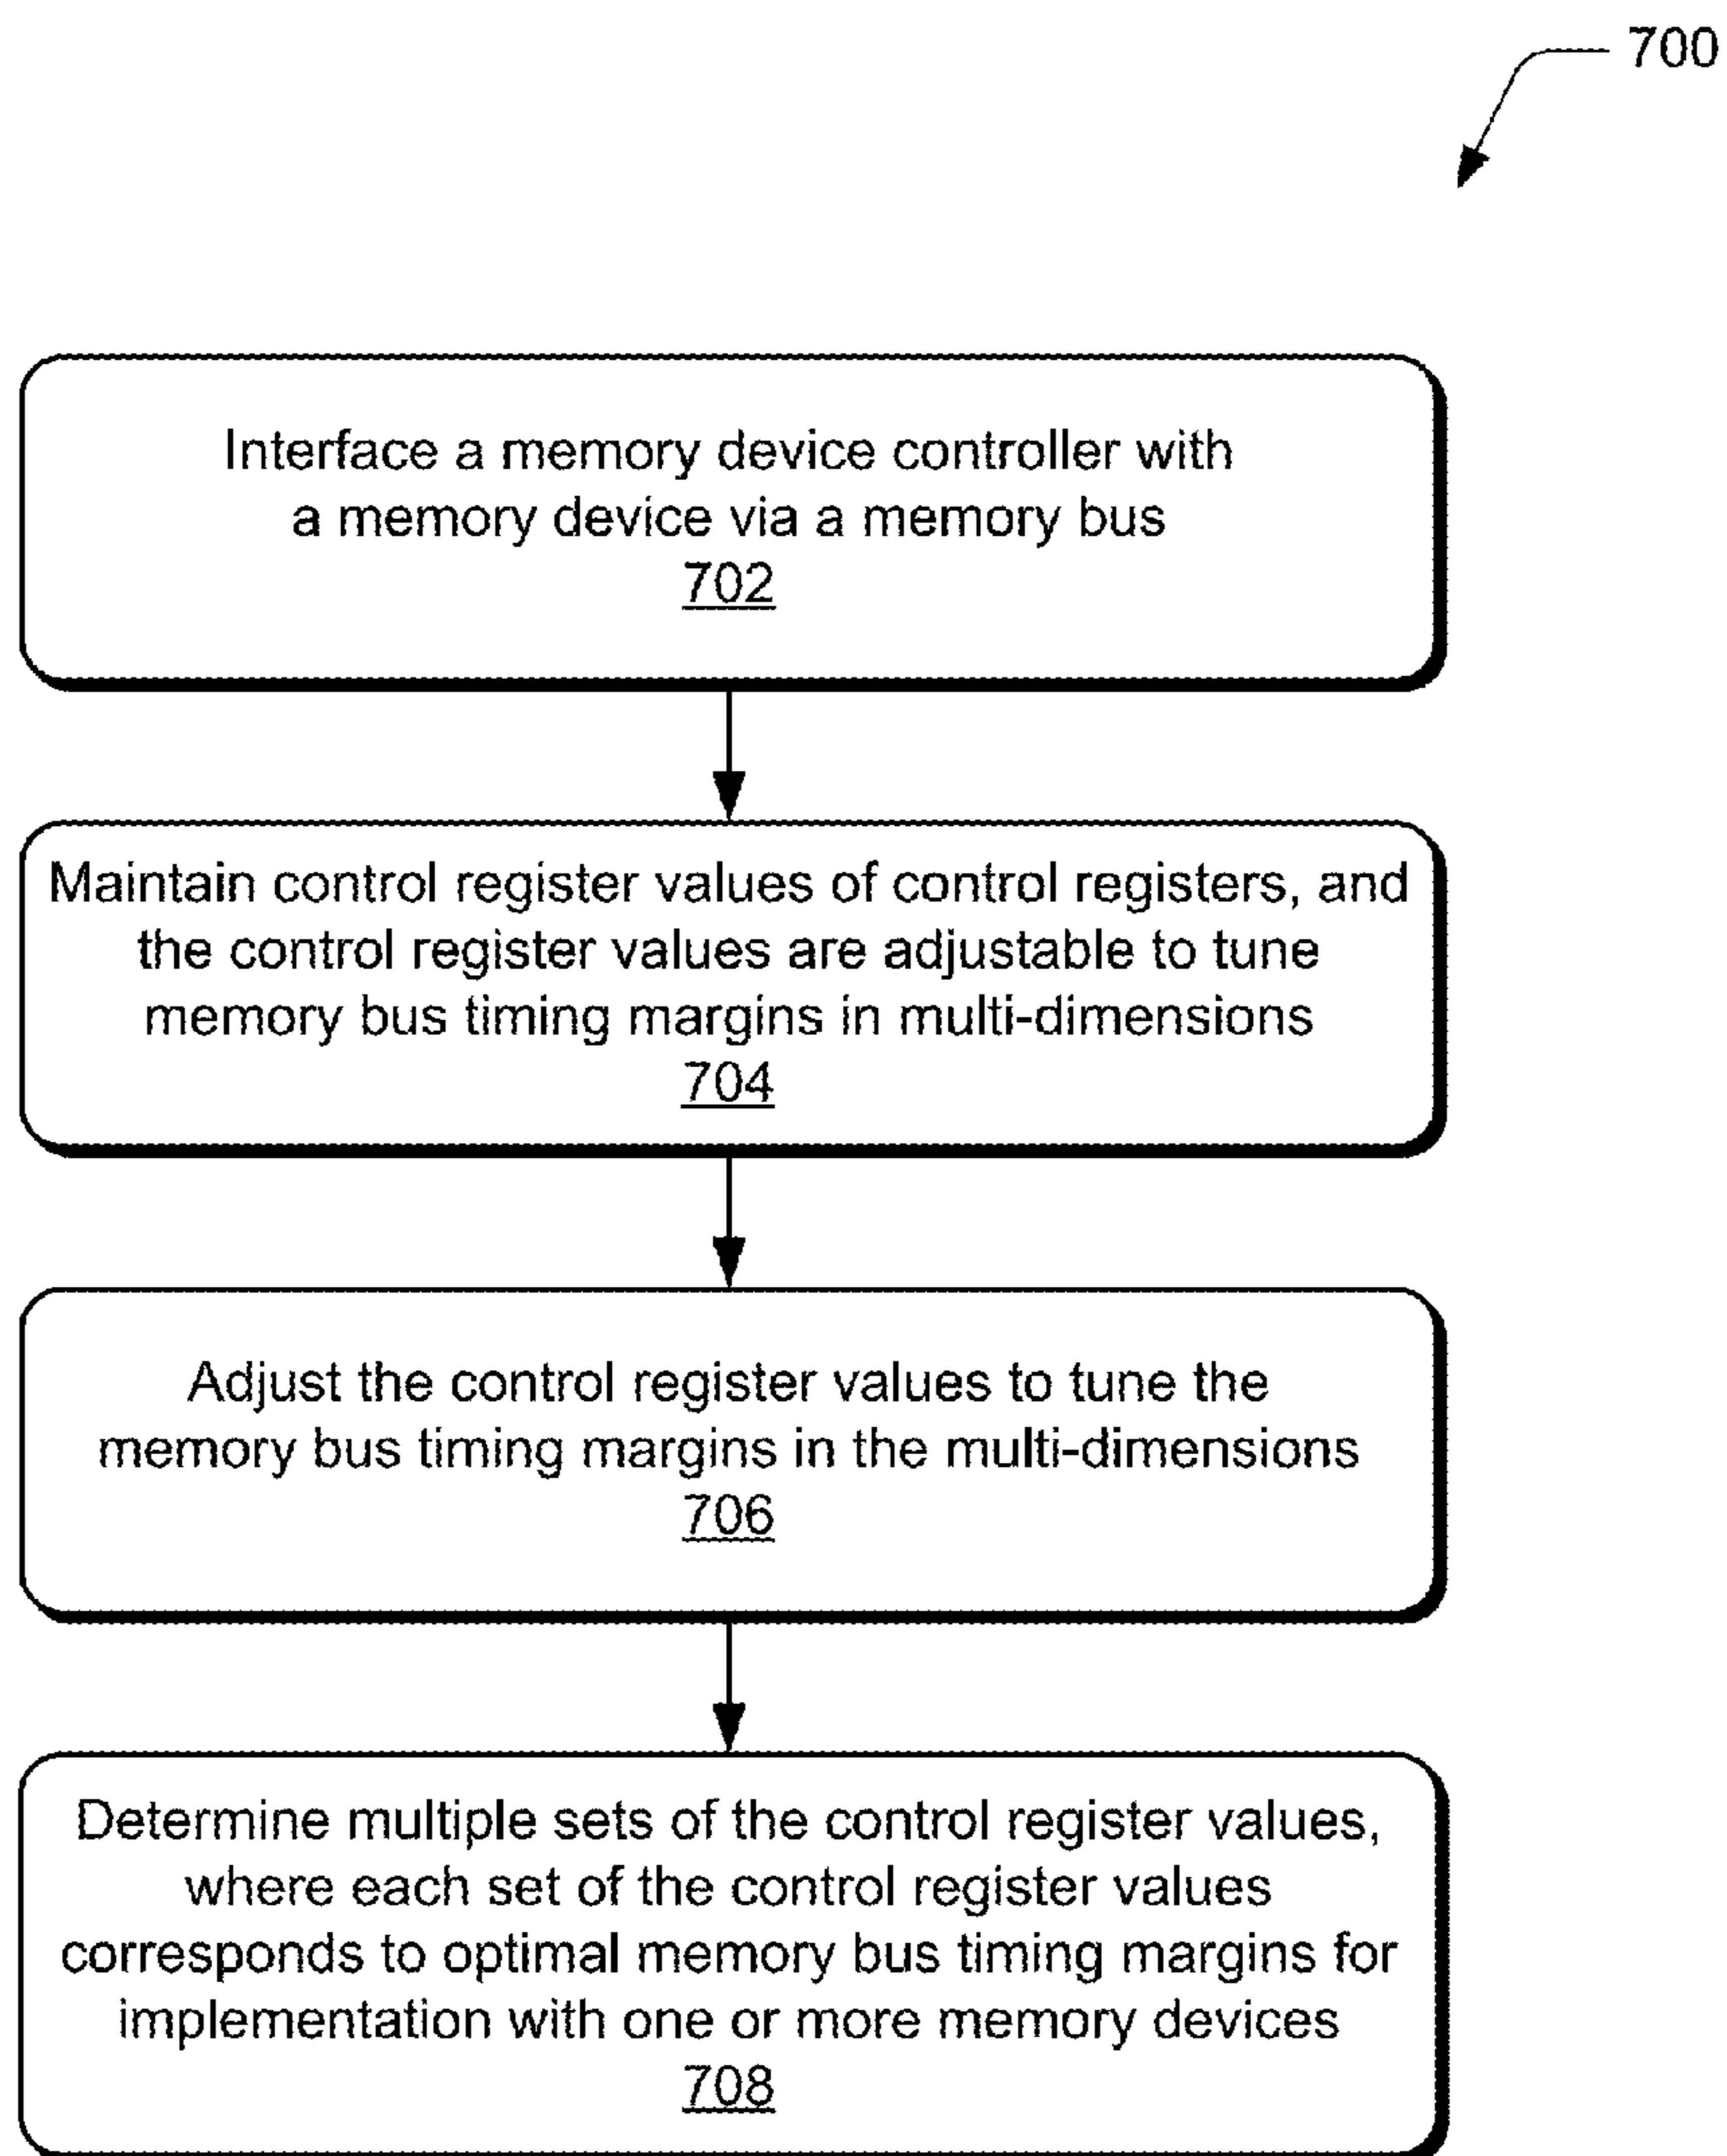 700
Interface a memory device controller with
a memory device via a memory bus
702
Maintain control register values of control registers, and
the control register values are adjustable to tune
memory bus timing margins in multi-dimensions
704
Adjust the control register values to tune the
memory bus timing margins in the multi-dimensions
706
Determine multiple sets of the control register values,
where each set of the control register values
corresponds to optimal memory bus timing margins for
implementation with one or more memory devices
708